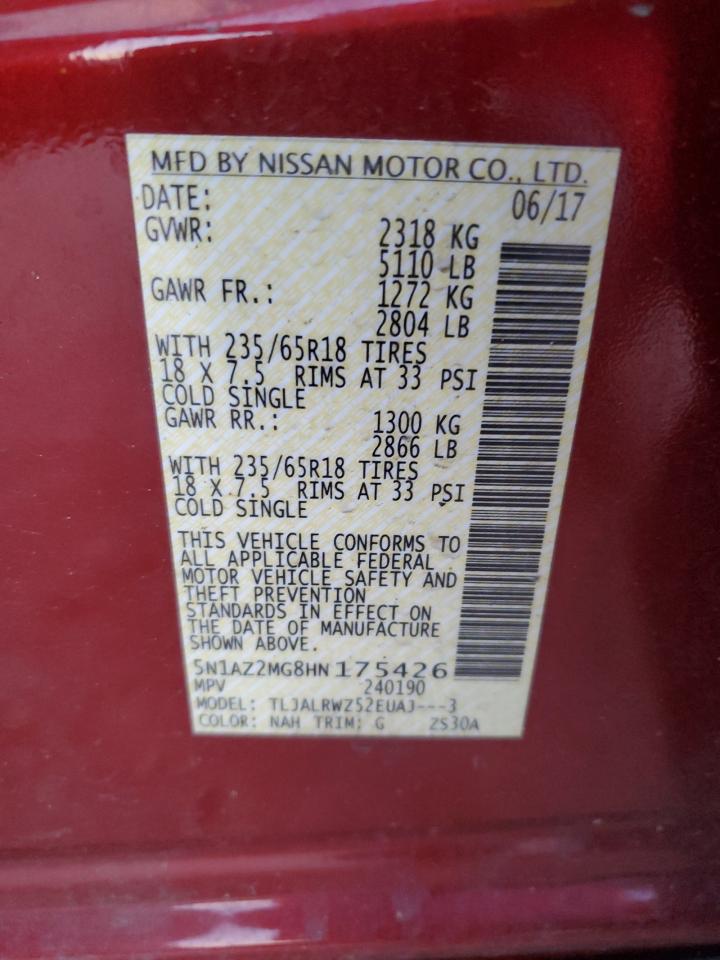 MFD BY NISSAN MOTOR CO., LTD.
DATE: 06/17
GVWR: 2318 KG
5110 LB
GAWR FR.: 1272 KG
2804 LB
WITH 235/65R18 TIRES
18 X 7.5 RIMS AT 33 PSI
COLD SINGLE
GAWR RR.: 1300 KG
2866 LB
WITH 235/65R18 TIRES
18 X 7.5 RIMS AT 33 PSI
COLD SINGLE
THIS VEHICLE CONFORMS TO
ALL APPLICABLE FEDERAL
MOTOR VEHICLE SAFETY AND
THEFT PREVENTION
STANDARDS IN EFFECT ON
THE DATE OF MANUFACTURE
SHOWN ABOVE.
5N1AZ2MG8HN175426
MPV 240190
MODEL: TLJALRWZ52EUAJ---3
COLOR: NAH TRIM: G ZS30A